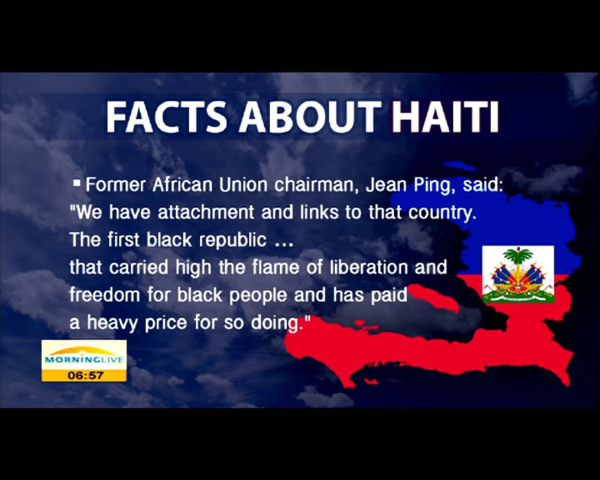 FACTS ABOUT HAITI
▪ Former African Union chairman, Jean Ping, said:
"We have attachment and links to that country.
The first black republic ...
that carried high the flame of liberation and
freedom for black people and has paid
a heavy price for so doing."
MORNINGLIVE
06:57